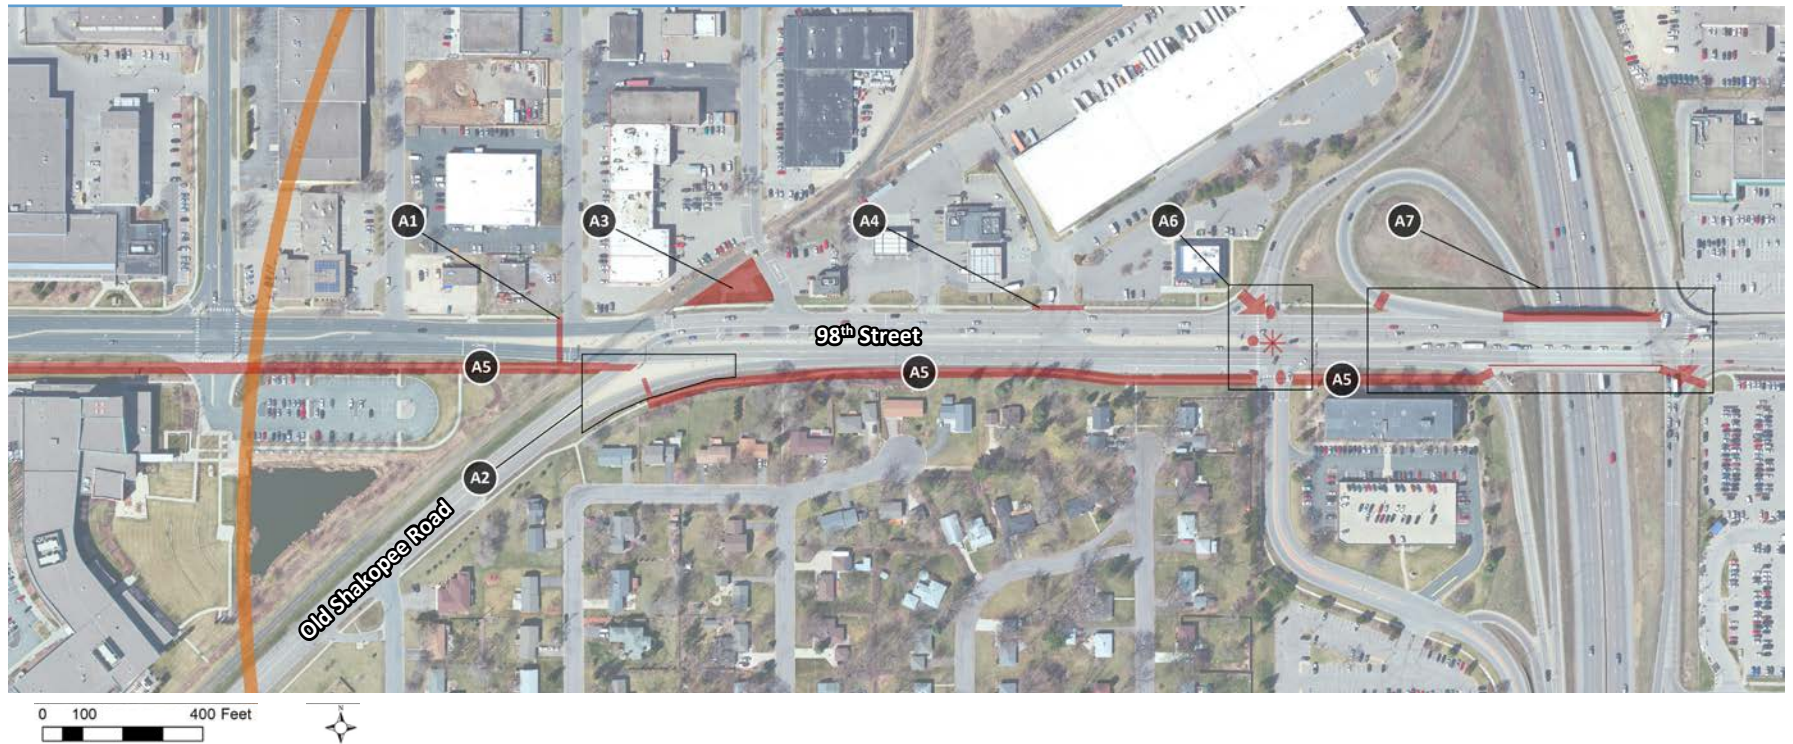 A1
A3
A4
A6
A7
98th Street
A5
A5
A5
A2
Old Shakopee Road
0 100 400 Feet
N